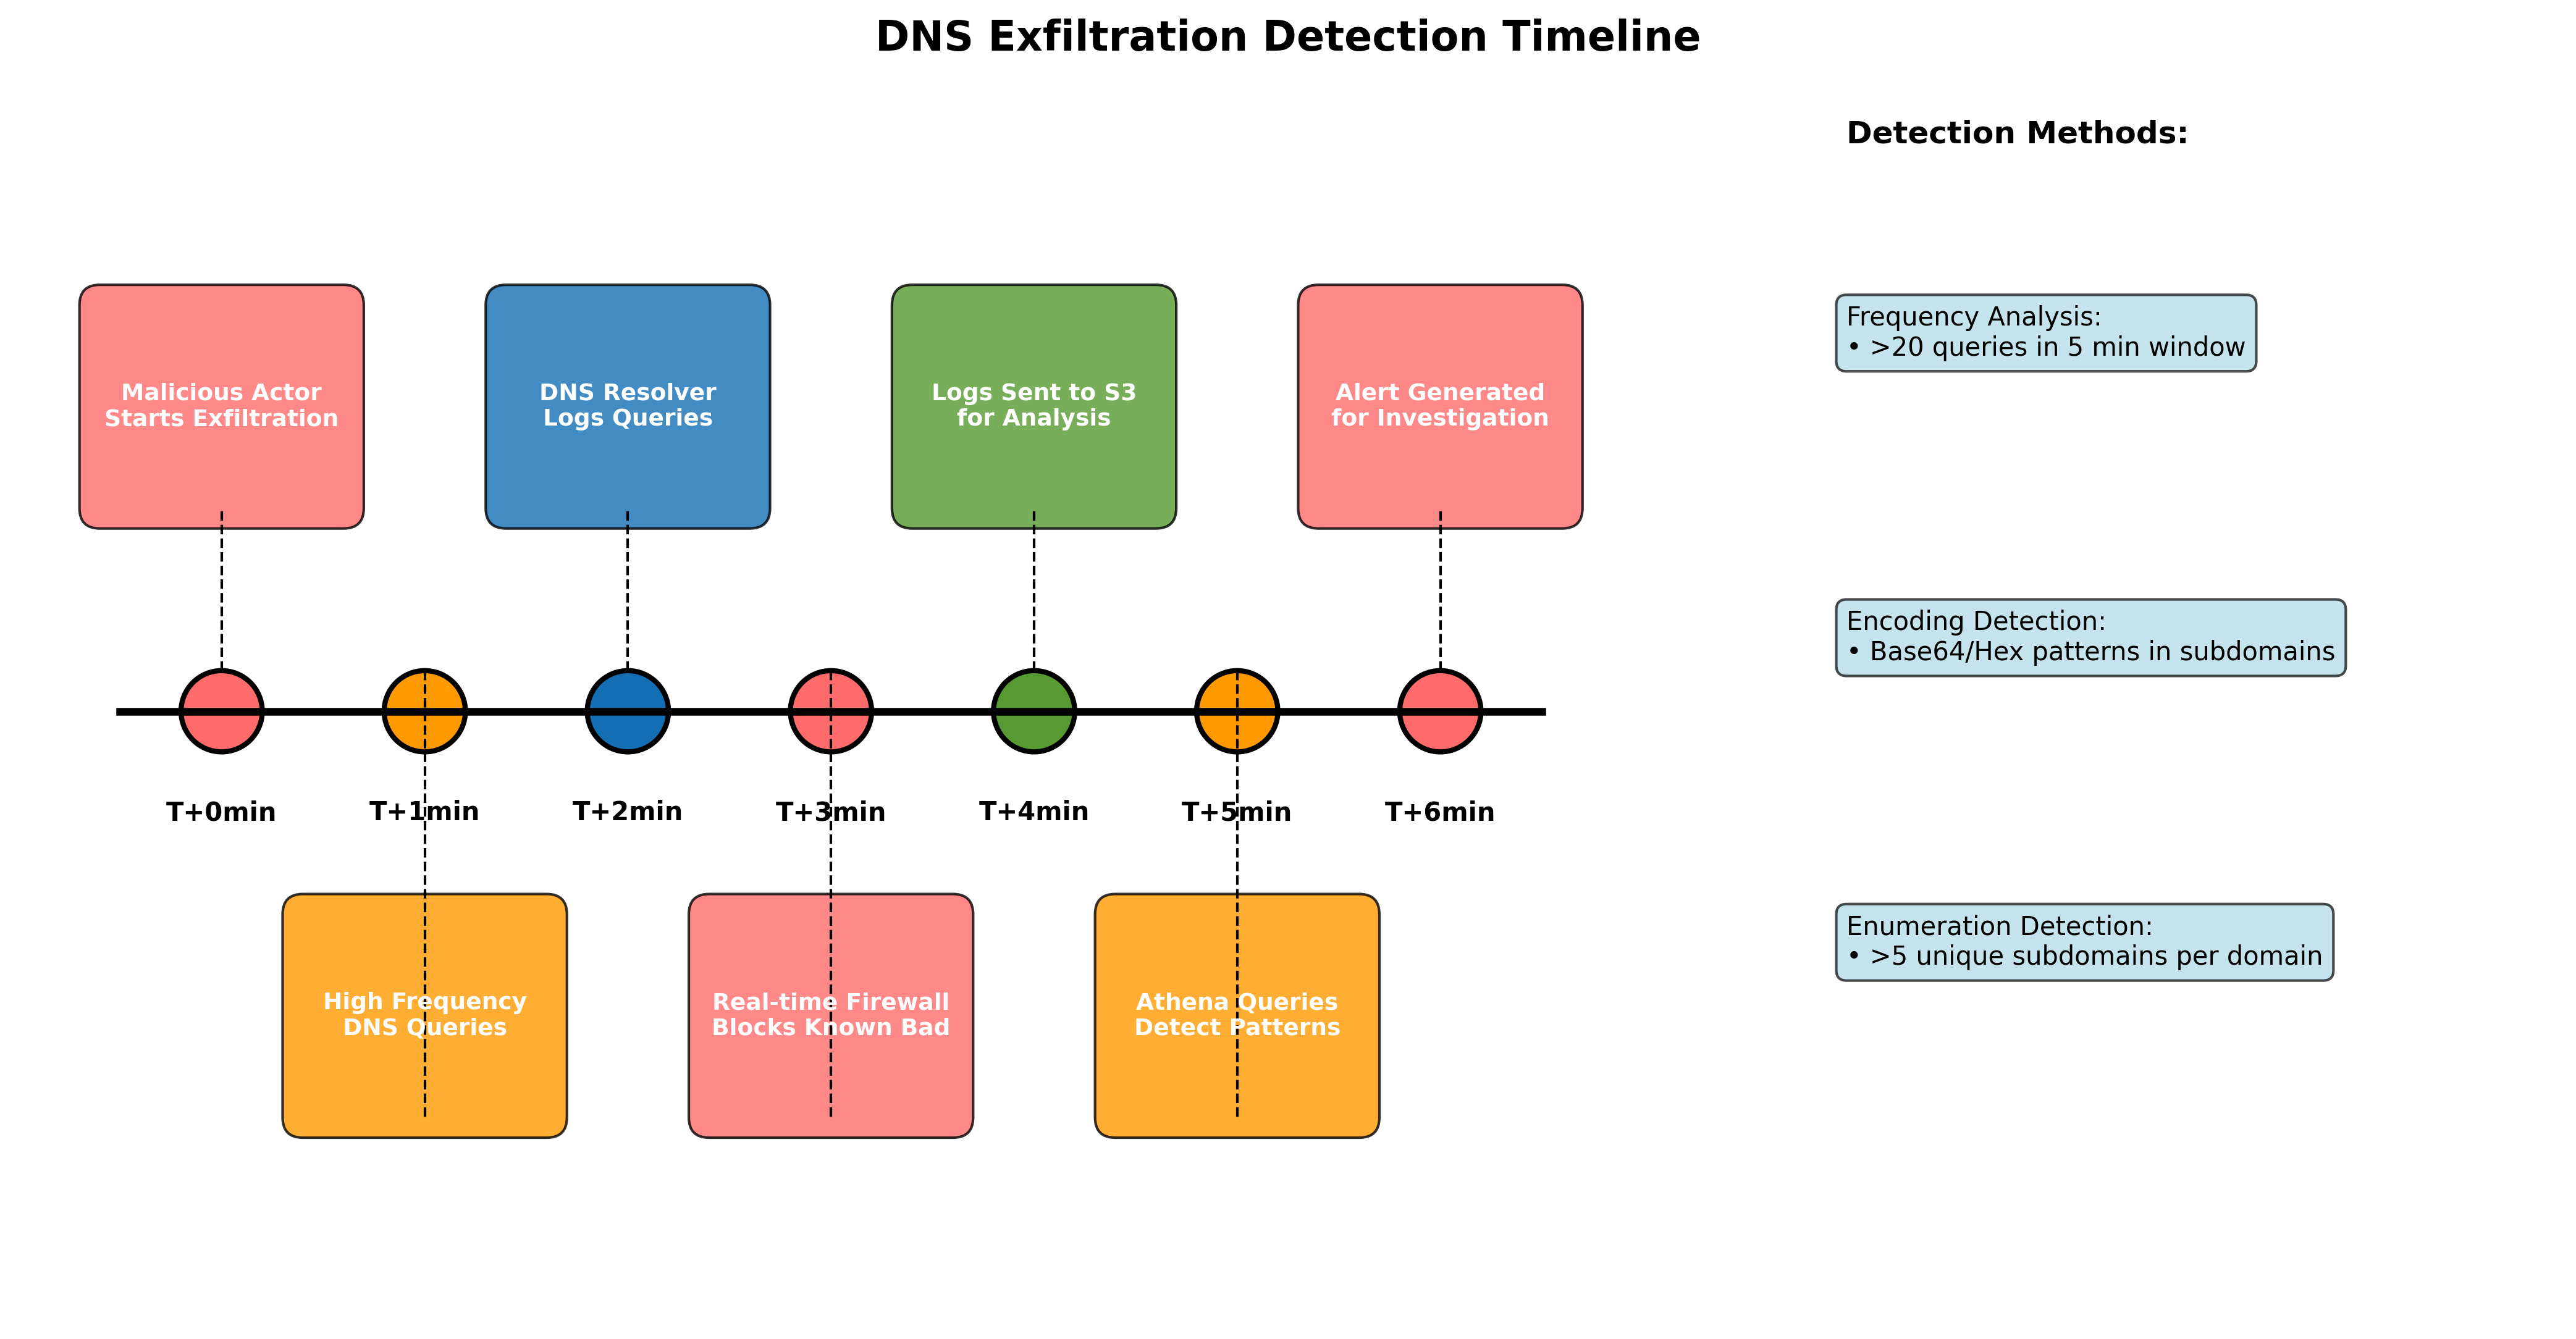 DNS Exfiltration Detection Timeline
Detection Methods:
Malicious Actor
Starts Exfiltration
DNS Resolver
Logs Queries
Logs Sent to S3
for Analysis
Alert Generated
for Investigation
Frequency Analysis:
• >20 queries in 5 min window
Encoding Detection:
• Base64/Hex patterns in subdomains
T+0min
T+1min
T+2min
T+3min
T+4min
T+5min
T+6min
High Frequency
DNS Queries
Real-time Firewall
Blocks Known Bad
Athena Queries
Detect Patterns
Enumeration Detection:
• >5 unique subdomains per domain